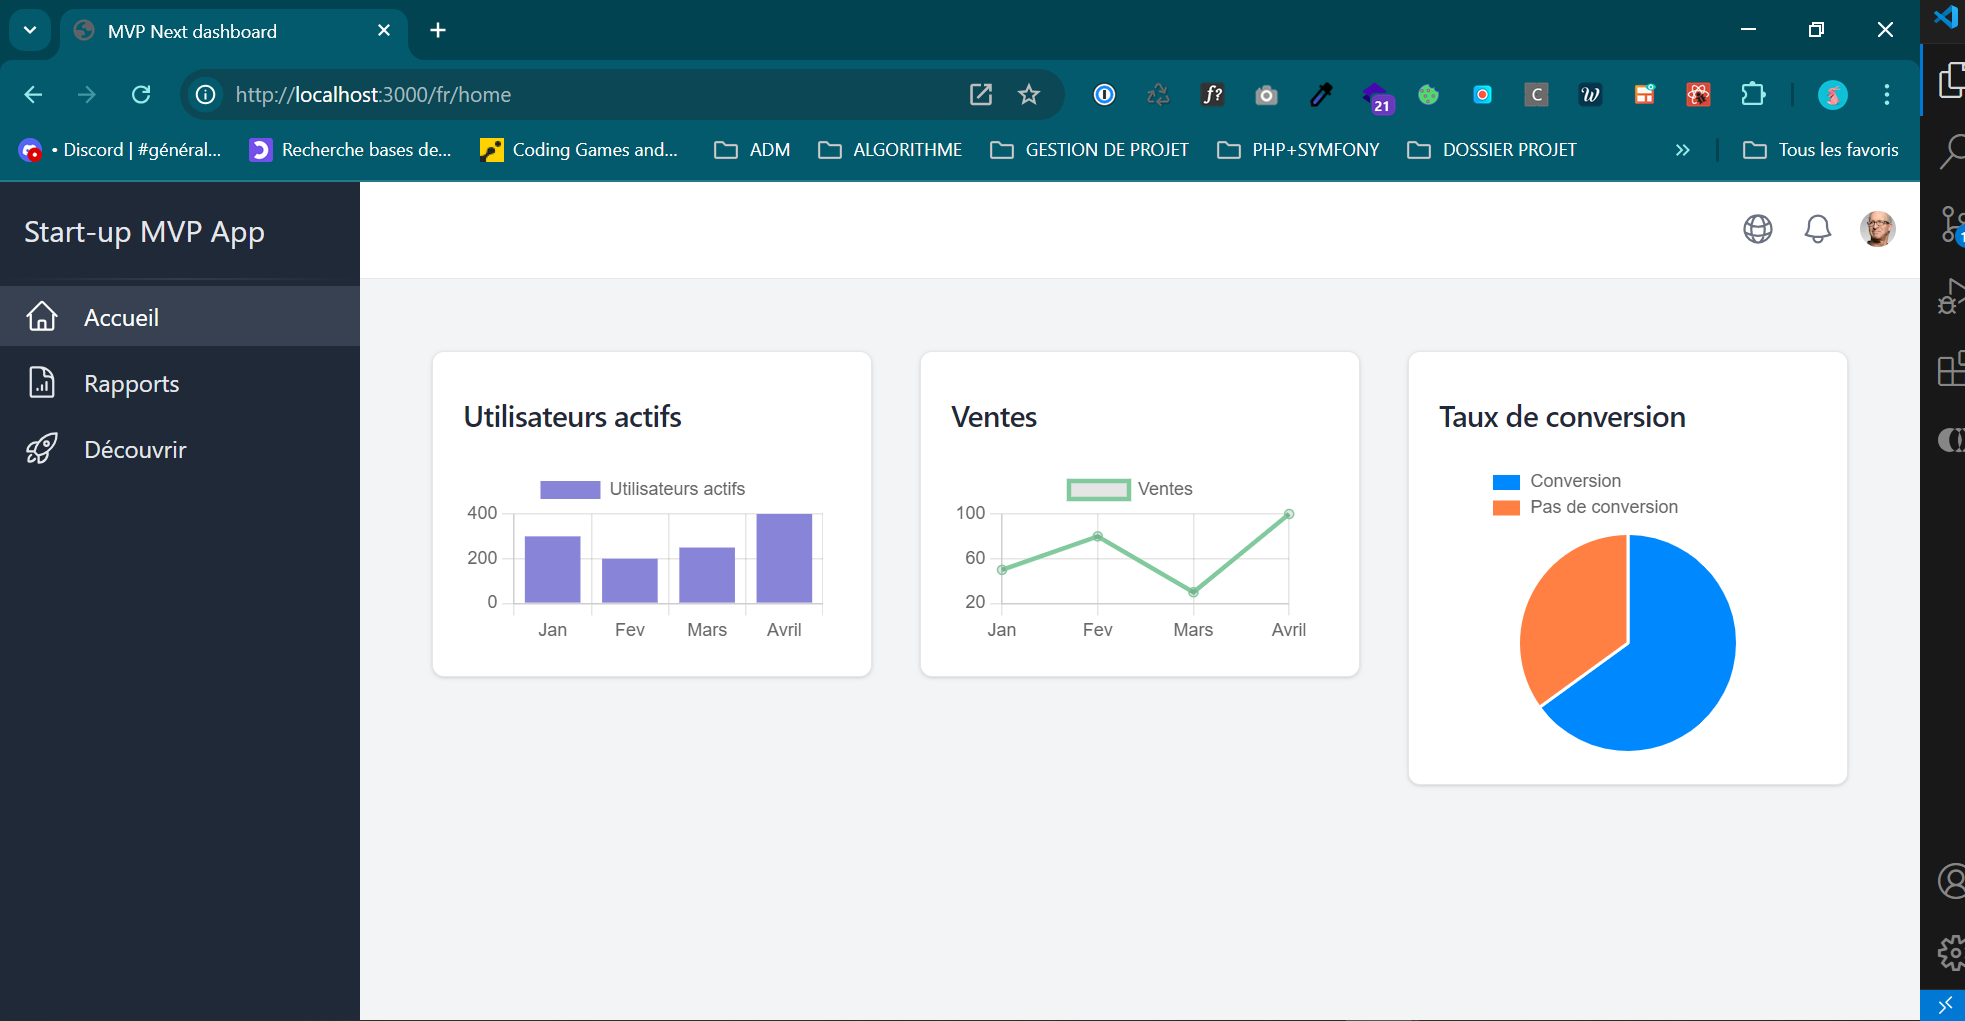 MVP Next dashboard
http://localhost:3000/fr/home
f?
21
C
W
• Discord | #général...
Recherche bases de...
Coding Games and...
ADM
ALGORITHME
GESTION DE PROJET
PHP+SYMFONY
DOSSIER PROJET
Tous les favoris
Start-up MVP App
Accueil
Rapports
Découvrir
Utilisateurs actifs
Utilisateurs actifs
400
200
0
Jan Fev Mars Avril
Ventes
Ventes
100
60
20
Jan Fev Mars Avril
Taux de conversion
Conversion
Pas de conversion